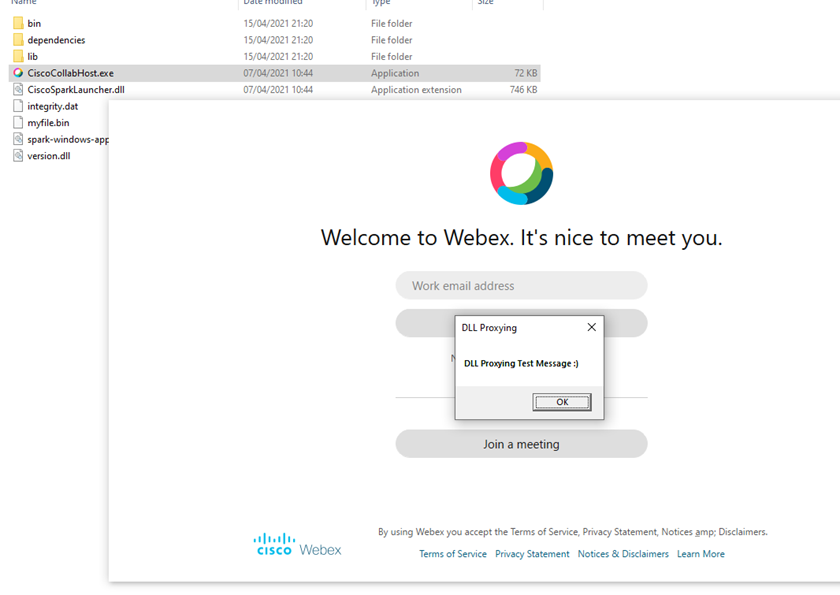 Name Date modified Type Size
bin 15/04/2021 21:20 File folder
dependencies 15/04/2021 21:20 File folder
lib 15/04/2021 21:20 File folder
CiscoCollabHost.exe 07/04/2021 10:44 Application 72 KB
CiscoSparkLauncher.dll 07/04/2021 10:44 Application extension 746 KB
integrity.dat
myfile.bin
spark-windows-app
version.dll
Welcome to Webex. It's nice to meet you.
Work email address
DLL Proxying
N
DLL Proxying Test Message :)
OK
Join a meeting
By using Webex you accept the Terms of Service, Privacy Statement, Notices amp; Disclaimers.
cisco Webex
Terms of Service Privacy Statement Notices & Disclaimers Learn More